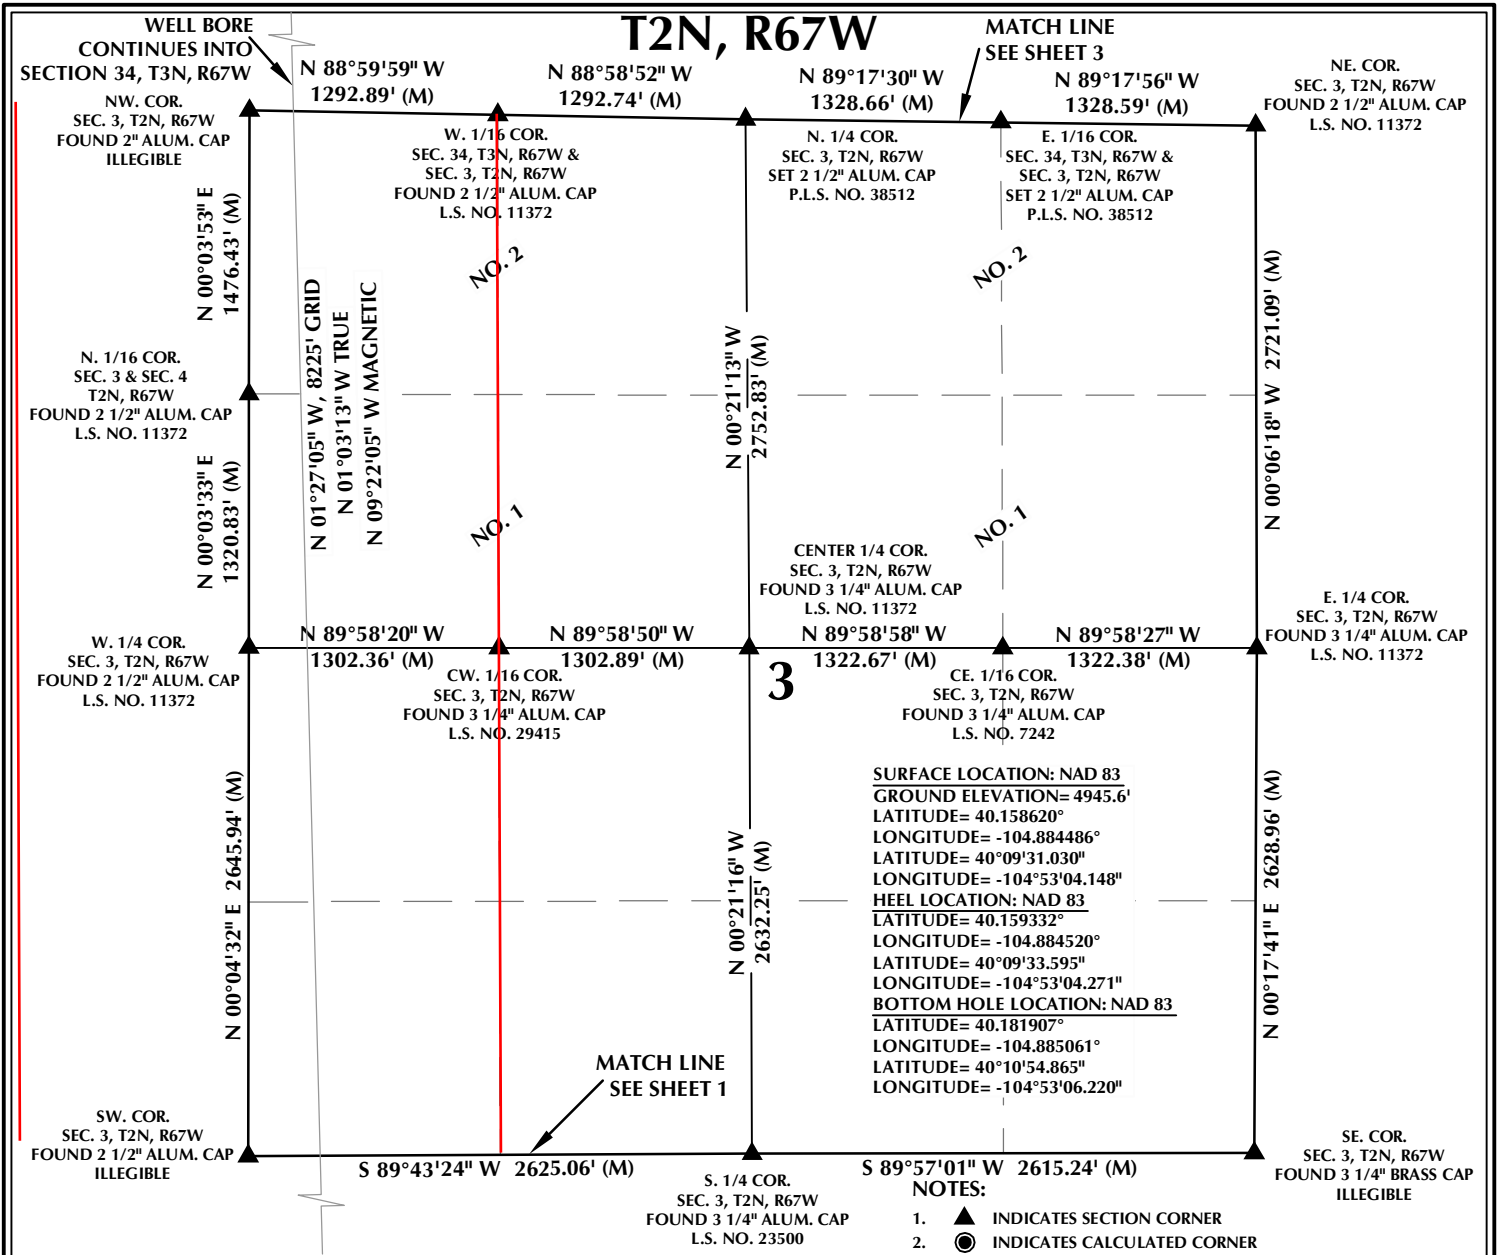 T2N, R67W
WELL BORE
CONTINUES INTO
SECTION 34, T3N, R67W
MATCH LINE
SEE SHEET 3
N 88°59'59" W
1292.89' (M)
N 88°58'52" W
1292.74' (M)
N 89°17'30" W
1328.66' (M)
N 89°17'56" W
1328.59' (M)
NW. COR.
SEC. 3, T2N, R67W
FOUND 2" ALUM. CAP
ILLEGIBLE
W. 1/16 COR.
SEC. 34, T3N, R67W &
SEC. 3, T2N, R67W
FOUND 2 1/2" ALUM. CAP
L.S. NO. 11372
N. 1/4 COR.
SEC. 3, T2N, R67W
SET 2 1/2" ALUM. CAP
P.L.S. NO. 38512
E. 1/16 COR.
SEC. 34, T3N, R67W &
SEC. 3, T2N, R67W
SET 2 1/2" ALUM. CAP
P.L.S. NO. 38512
NE. COR.
SEC. 3, T2N, R67W
FOUND 2 1/2" ALUM. CAP
L.S. NO. 11372
N 00°03'53" E
1476.43' (M)
N 01°27'05" W, 8225' GRID
N 01°03'13" W TRUE
N 09°22'05" W MAGNETIC
NO. 2
NO. 2
N 00°21'13" W
2752.83' (M)
N 00°06'18" W 2721.09' (M)
N. 1/16 COR.
SEC. 3 & SEC. 4
T2N, R67W
FOUND 2 1/2" ALUM. CAP
L.S. NO. 11372
N 00°03'33" E
1320.83' (M)
NO. 1
NO. 1
CENTER 1/4 COR.
SEC. 3, T2N, R67W
FOUND 3 1/4" ALUM. CAP
L.S. NO. 11372
W. 1/4 COR.
SEC. 3, T2N, R67W
FOUND 2 1/2" ALUM. CAP
L.S. NO. 11372
N 89°58'20" W
1302.36' (M)
N 89°58'50" W
1302.89' (M)
N 89°58'58" W
1322.67' (M)
N 89°58'27" W
1322.38' (M)
E. 1/4 COR.
SEC. 3, T2N, R67W
FOUND 3 1/4" ALUM. CAP
L.S. NO. 11372
3
CW. 1/16 COR.
SEC. 3, T2N, R67W
FOUND 3 1/4" ALUM. CAP
L.S. NO. 29415
CE. 1/16 COR.
SEC. 3, T2N, R67W
FOUND 3 1/4" ALUM. CAP
L.S. NO. 7242
N 00°04'32" E 2645.94' (M)
N 00°21'16" W
2632.25' (M)
N 00°17'41" E 2628.96' (M)
SURFACE LOCATION: NAD 83
GROUND ELEVATION= 4945.6'
LATITUDE= 40.158620°
LONGITUDE= -104.884486°
LATITUDE= 40°09'31.030"
LONGITUDE= -104°53'04.148"
HEEL LOCATION: NAD 83
LATITUDE= 40.159332°
LONGITUDE= -104.884520°
LATITUDE= 40°09'33.595"
LONGITUDE= -104°53'04.271"
BOTTOM HOLE LOCATION: NAD 83
LATITUDE= 40.181907°
LONGITUDE= -104.885061°
LATITUDE= 40°10'54.865"
LONGITUDE= -104°53'06.220"
MATCH LINE
SEE SHEET 1
SW. COR.
SEC. 3, T2N, R67W
FOUND 2 1/2" ALUM. CAP
ILLEGIBLE
S 89°43'24" W 2625.06' (M)
S. 1/4 COR.
SEC. 3, T2N, R67W
FOUND 3 1/4" ALUM. CAP
L.S. NO. 23500
S 89°57'01" W 2615.24' (M)
SE. COR.
SEC. 3, T2N, R67W
FOUND 3 1/4" BRASS CAP
ILLEGIBLE
NOTES:
1. INDICATES SECTION CORNER
2. INDICATES CALCULATED CORNER